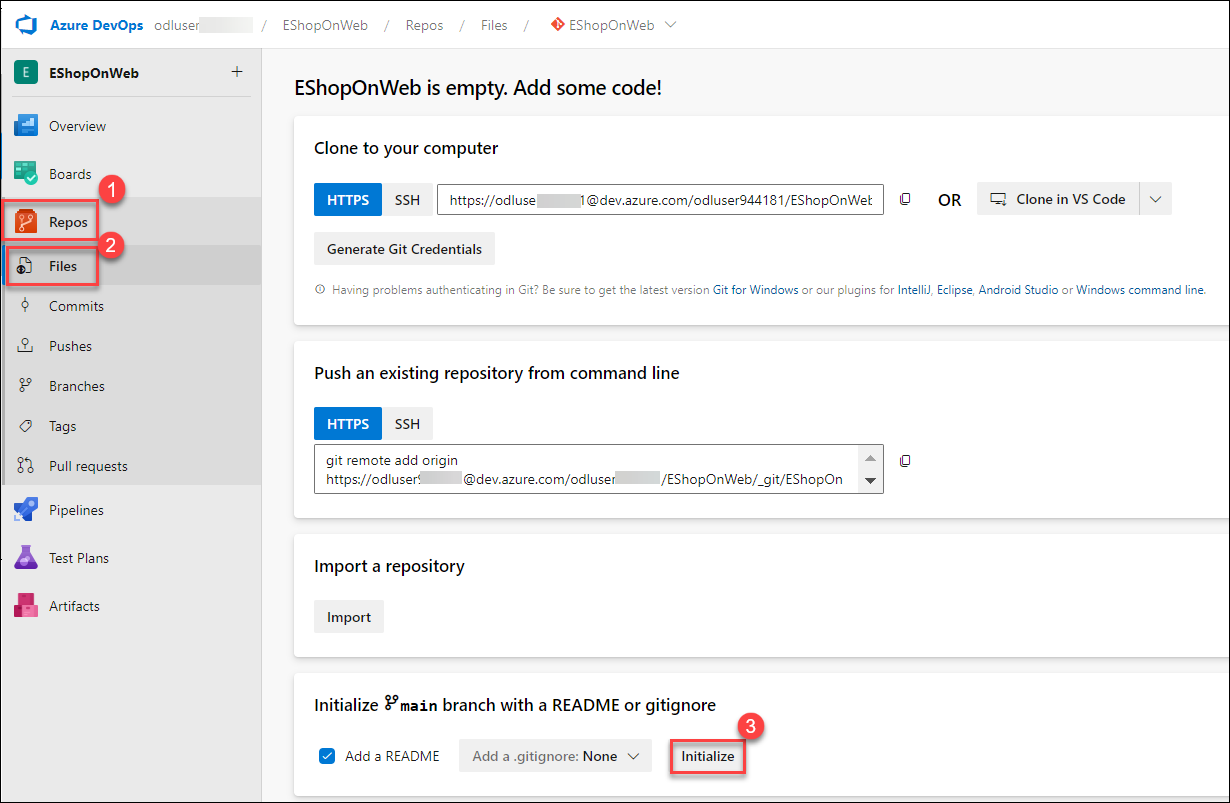 Azure DevOps odluser / EShopOnWeb / Repos / Files / EShopOnWeb
E EShopOnWeb +
Overview
Boards
1
Repos
2
Files
Commits
Pushes
Branches
Tags
Pull requests
Pipelines
Test Plans
Artifacts
EShopOnWeb is empty. Add some code!
Clone to your computer
HTTPS SSH https://odluse 1@dev.azure.com/odluser944181/EShopOnWeb OR Clone in VS Code
Generate Git Credentials
Having problems authenticating in Git? Be sure to get the latest version Git for Windows or our plugins for IntelliJ, Eclipse, Android Studio or Windows command line.
Push an existing repository from command line
HTTPS SSH
git remote add origin
https://odluser @dev.azure.com/odluser /EShopOnWeb/_git/EShopOn
Import a repository
Import
Initialize main branch with a README or gitignore
3
Add a README Add a .gitignore: None Initialize